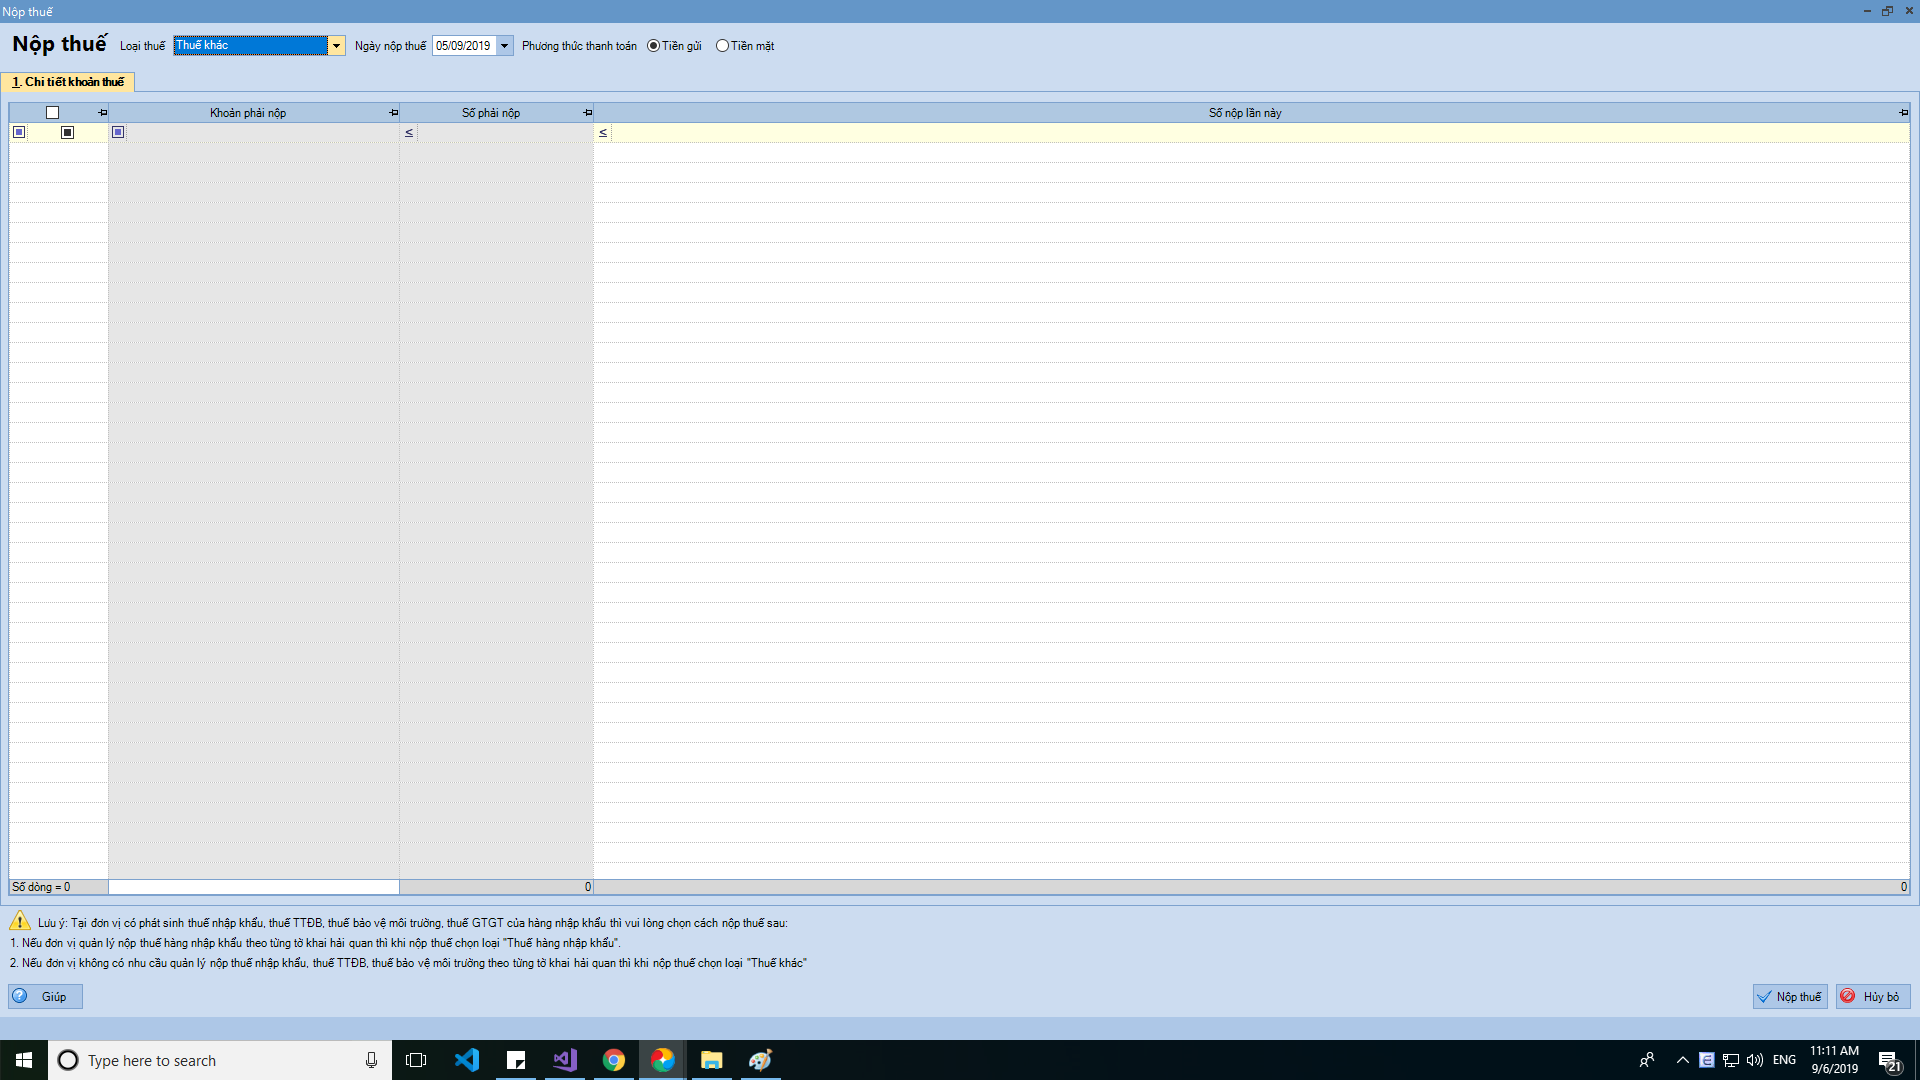 Nộp thuế
Nộp thuế Loại thuế Thuế khác Ngày nộp thuế 05/09/2019 Phương thức thanh toán Tiền gửi Tiền mặt
1. Chi tiết khoản thuế
Khoản phải nộp Số phải nộp Số nộp lần này
≤ ≤
Số dòng = 0 0 0
Lưu ý: Tại đơn vị có phát sinh thuế nhập khẩu, thuế TTĐB, thuế bảo vệ môi trường, thuế GTGT của hàng nhập khẩu thì vui lòng chọn cách nộp thuế sau:
1. Nếu đơn vị quản lý nộp thuế hàng nhập khẩu theo từng tờ khai hải quan thì khi nộp thuế chọn loại "Thuế hàng nhập khẩu".
2. Nếu đơn vị không có nhu cầu quản lý nộp thuế nhập khẩu, thuế TTĐB, thuế bảo vệ môi trường theo từng tờ khai hải quan thì khi nộp thuế chọn loại "Thuế khác"
Giúp Nộp thuế Hủy bỏ
Type here to search ENG 11:11 AM
9/6/2019 21